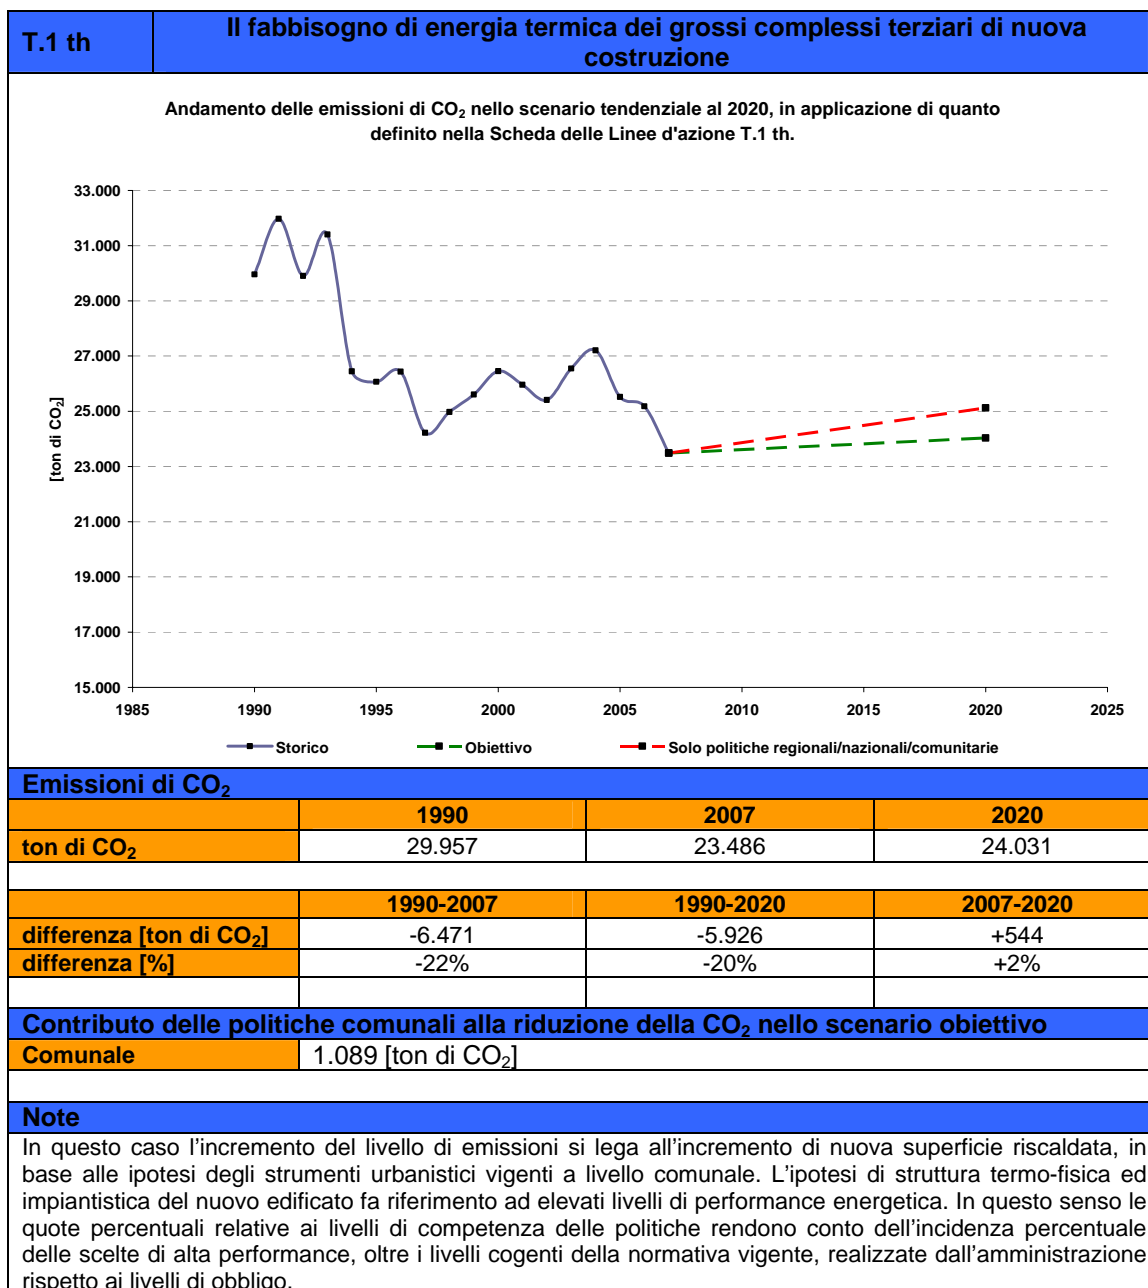 T.1 th
Il fabbisogno di energia termica dei grossi complessi terziari di nuova
costruzione
Andamento delle emissioni di CO₂ nello scenario tendenziale al 2020, in applicazione di quanto
definito nella Scheda delle Linee d'azione T.1 th.
[ton di CO₂]
33.000
31.000
29.000
27.000
25.000
23.000
21.000
19.000
17.000
15.000
1985 1990 1995 2000 2005 2010 2015 2020 2025
Storico Obiettivo Solo politiche regionali/nazionali/comunitarie
Emissioni di CO₂
1990 2007 2020
ton di CO₂ 29.957 23.486 24.031
1990-2007 1990-2020 2007-2020
differenza [ton di CO₂] -6.471 -5.926 +544
differenza [%] -22% -20% +2%
Contributo delle politiche comunali alla riduzione della CO₂ nello scenario obiettivo
Comunale 1.089 [ton di CO₂]
Note
In questo caso l'incremento del livello di emissioni si lega all'incremento di nuova superficie riscaldata, in
base alle ipotesi degli strumenti urbanistici vigenti a livello comunale. L'ipotesi di struttura termo-fisica ed
impiantistica del nuovo edificato fa riferimento ad elevati livelli di performance energetica. In questo senso le
quote percentuali relative ai livelli di competenza delle politiche rendono conto dell'incidenza percentuale
delle scelte di alta performance, oltre i livelli cogenti della normativa vigente, realizzate dall'amministrazione
rispetto ai livelli di obbligo.